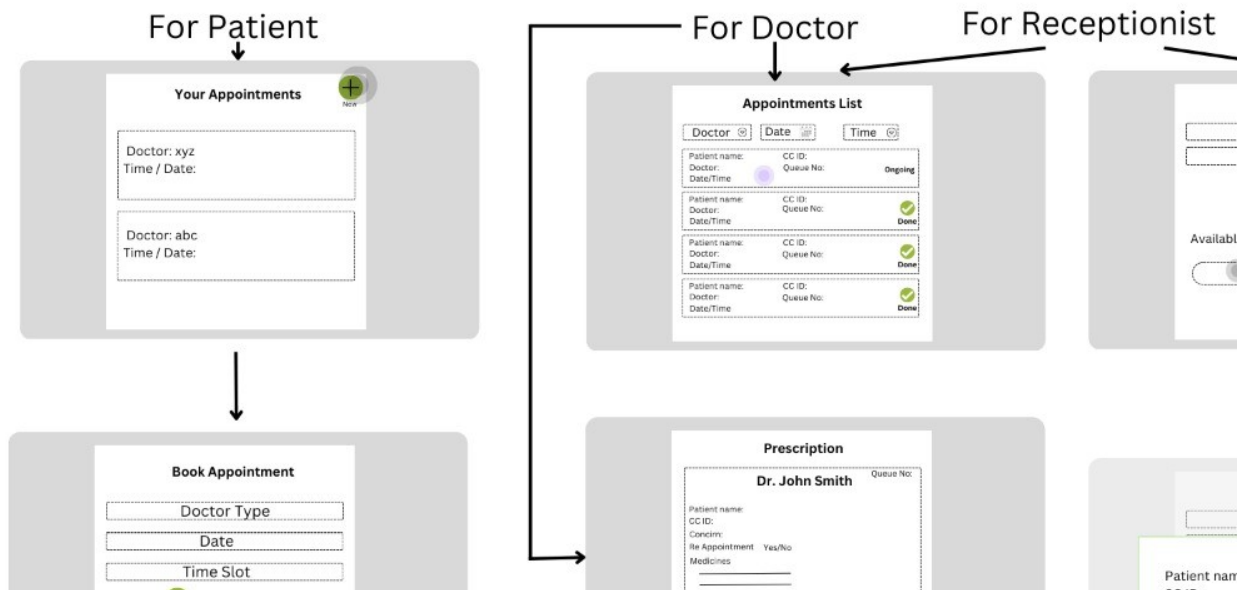 For Patient
Your Appointments
New
Doctor: xyz
Time / Date:
Doctor: abc
Time / Date:
Book Appointment
Doctor Type
Date
Time Slot
For Doctor
For Receptionist
Appointments List
Doctor Date Time
Patient name: CC ID:
Doctor: Queue No: Ongoing
Date/Time
Patient name: CC ID:
Doctor: Queue No:
Date/Time Done
Patient name: CC ID:
Doctor: Queue No:
Date/Time Done
Patient name: CC ID:
Doctor: Queue No:
Date/Time Done
Prescription
Queue No:
Dr. John Smith
Patient name:
CC ID:
Concirn:
Re Appointment Yes/No
Medicines
Availabl
Patient nam